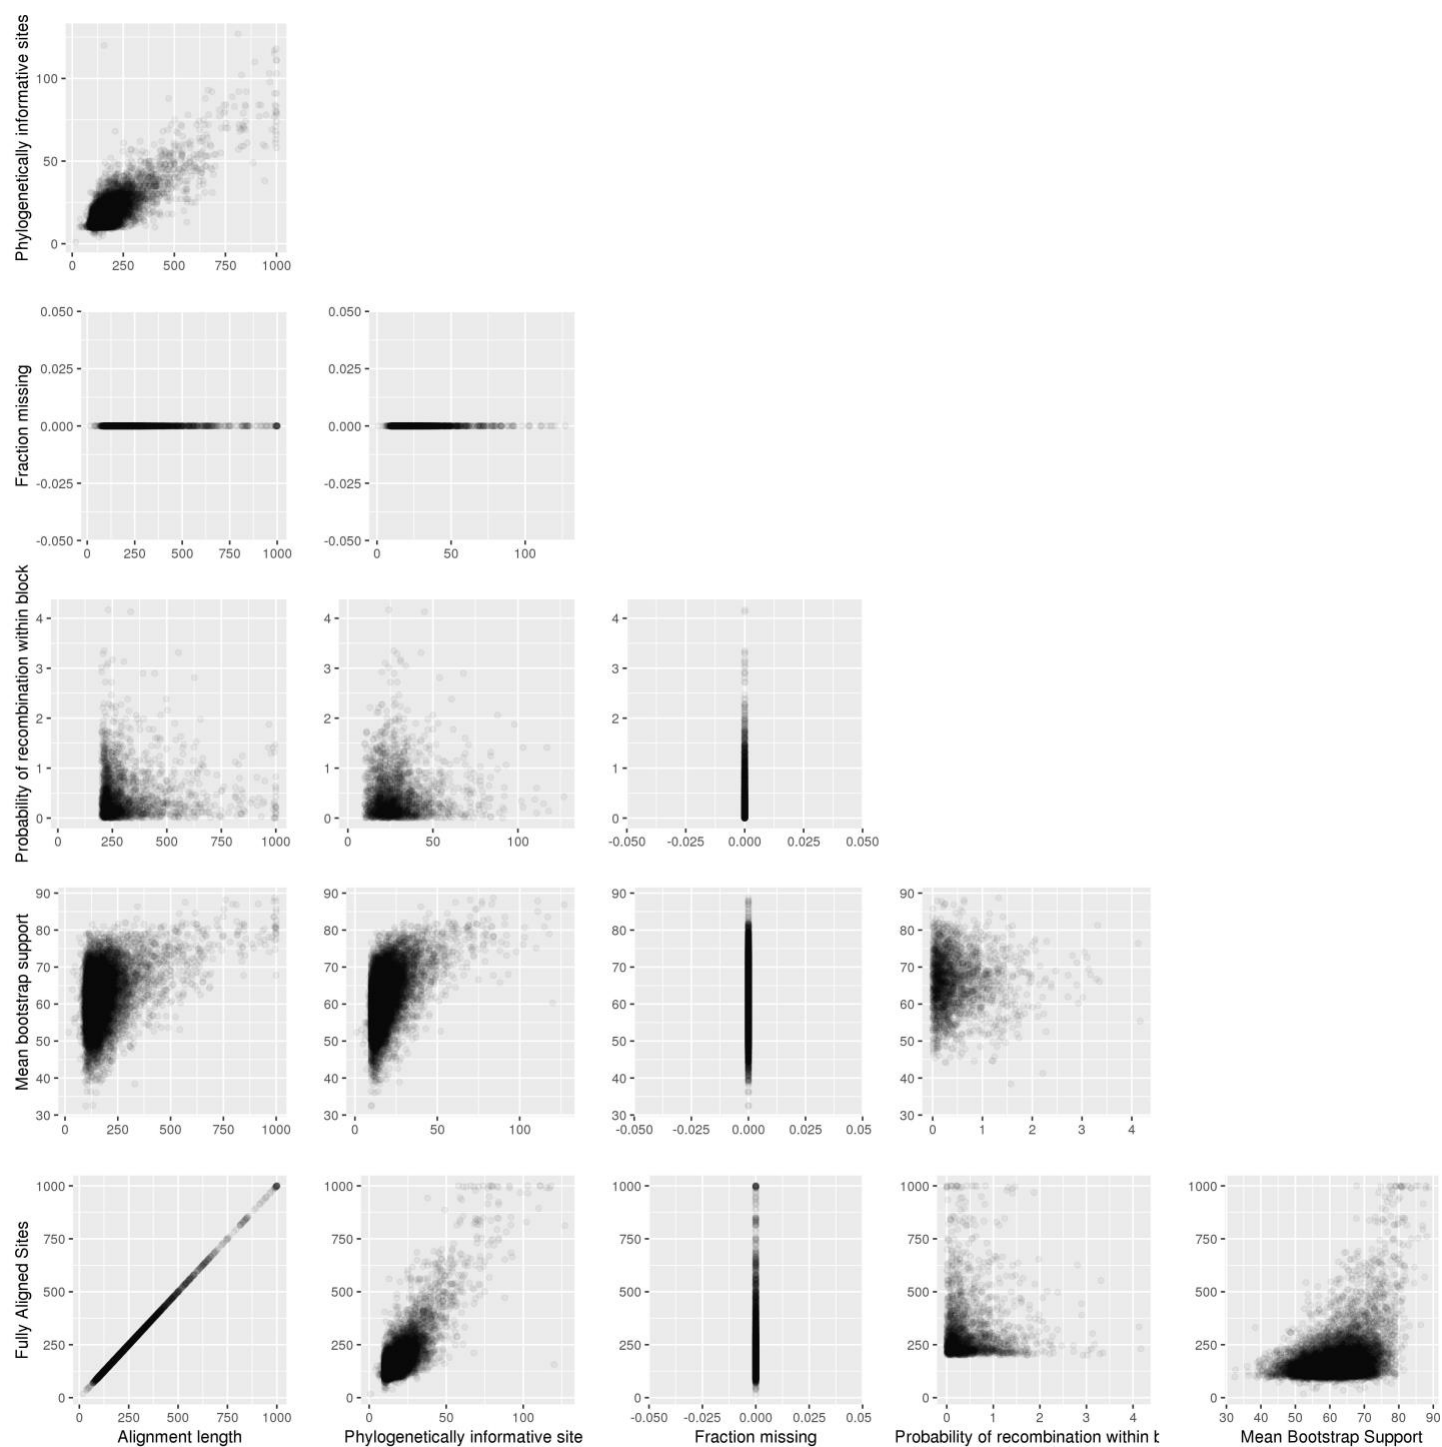 Phylogenetically informative sites
100
50
0
0 250 500 750 1000
Fraction missing
0.050 0.050
0.025 0.025
0.000 0.000
-0.025 -0.025
-0.050 -0.050
0 250 500 750 1000 0 50 100
Probability of recombination within block
4 4 4
3 3 3
2 2 2
1 1 1
0 0 0
0 250 500 750 1000 0 50 100 -0.050 -0.025 0.000 0.025 0.050
Mean bootstrap support
90 90 90 90
80 80 80 80
70 70 70 70
60 60 60 60
50 50 50 50
40 40 40 40
30 30 30 30
0 250 500 750 1000 0 50 100 -0.050 -0.025 0.000 0.025 0.05 0 1 2 3 4
Fully Aligned Sites
1000 1000 1000 1000 1000
750 750 750 750 750
500 500 500 500 500
250 250 250 250 250
0 0 0 0 0
0 250 500 750 1000 0 50 100 -0.050 -0.025 0.000 0.025 0.05 0 1 2 3 4 30 40 50 60 70 80 90
Alignment length Phylogenetically informative site Fraction missing Probability of recombination within b Mean Bootstrap Support